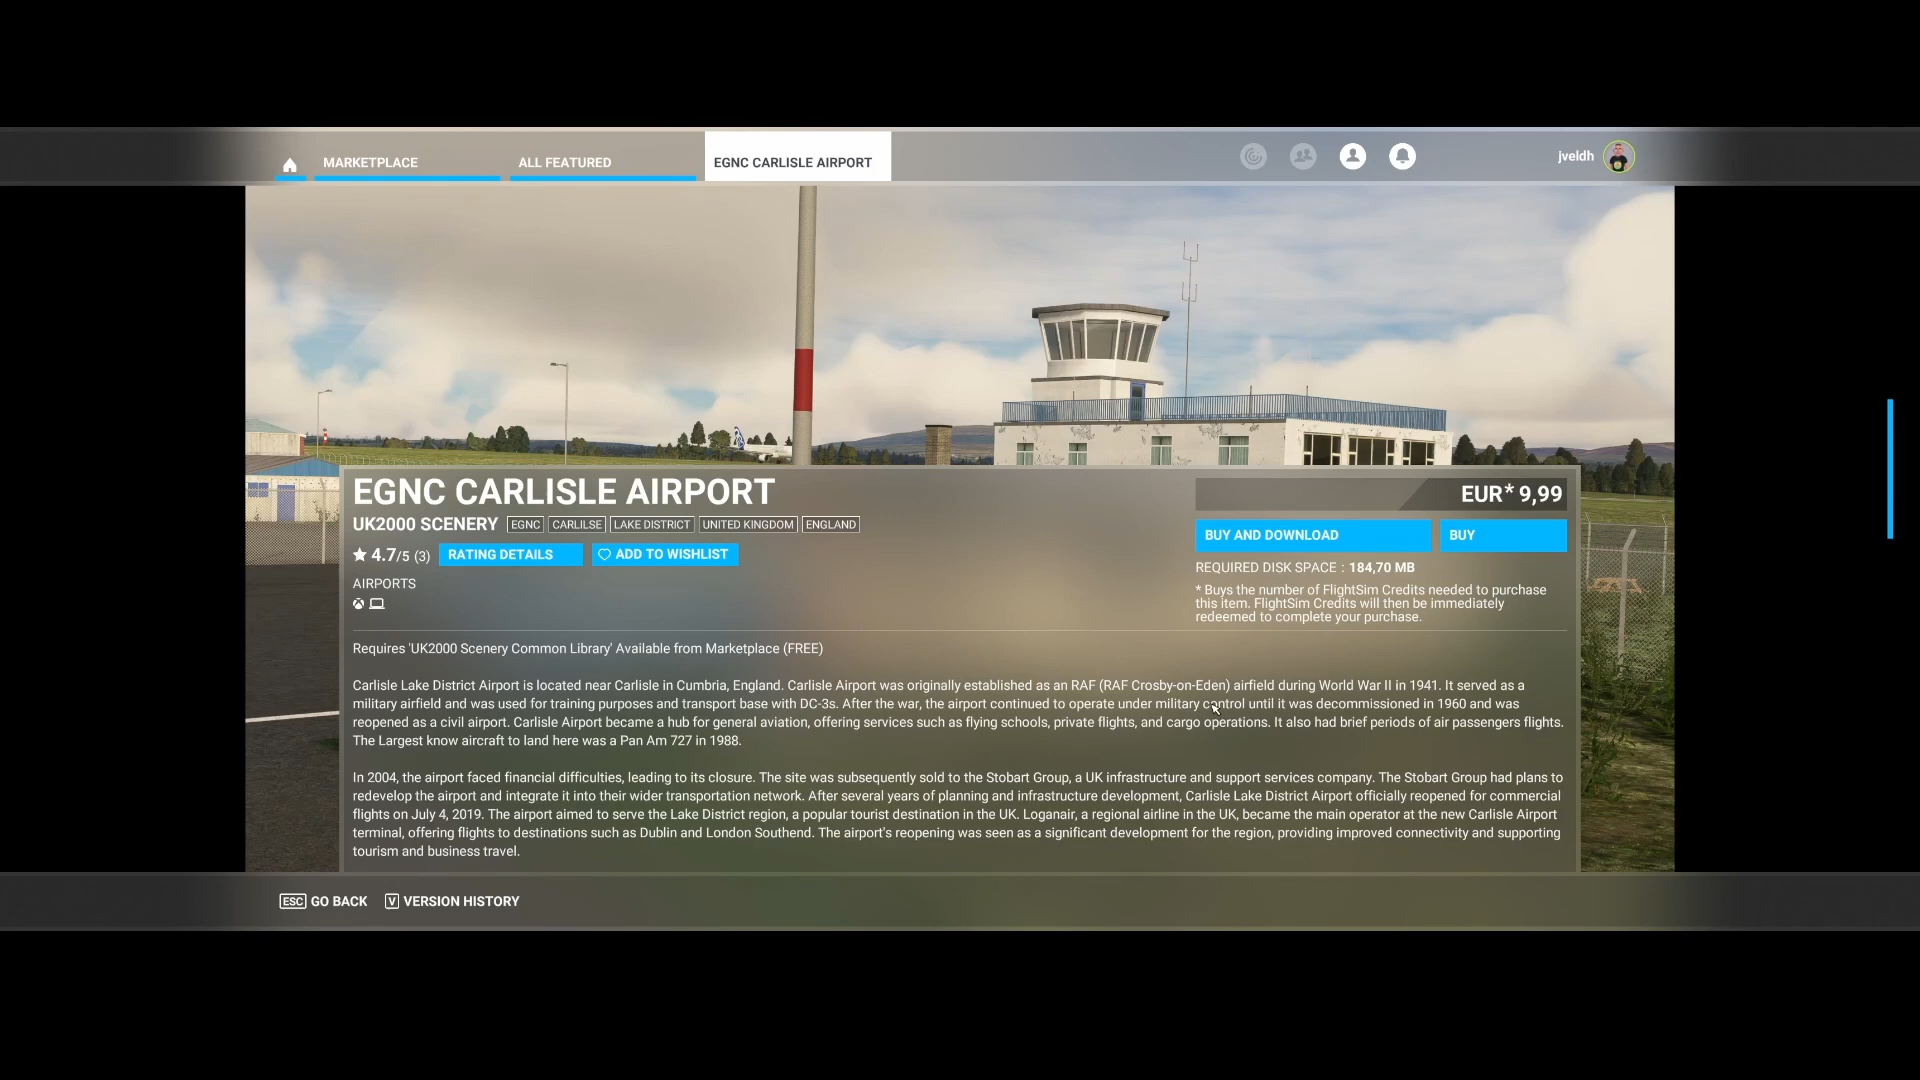 MARKETPLACE
ALL FEATURED
EGNC CARLISLE AIRPORT
jveldh
EGNC CARLISLE AIRPORT
EUR* 9,99
UK2000 SCENERY EGNC CARLILSE LAKE DISTRICT UNITED KINGDOM ENGLAND
BUY AND DOWNLOAD
BUY
4.7/5 (3) RATING DETAILS ADD TO WISHLIST
REQUIRED DISK SPACE : 184,70 MB
AIRPORTS
* Buys the number of FlightSim Credits needed to purchase
this item. FlightSim Credits will then be immediately
redeemed to complete your purchase.
Requires 'UK2000 Scenery Common Library' Available from Marketplace (FREE)
Carlisle Lake District Airport is located near Carlisle in Cumbria, England. Carlisle Airport was originally established as an RAF (RAF Crosby-on-Eden) airfield during World War II in 1941. It served as a
military airfield and was used for training purposes and transport base with DC-3s. After the war, the airport continued to operate under military control until it was decommissioned in 1960 and was
reopened as a civil airport. Carlisle Airport became a hub for general aviation, offering services such as flying schools, private flights, and cargo operations. It also had brief periods of air passengers flights.
The Largest know aircraft to land here was a Pan Am 727 in 1988.
In 2004, the airport faced financial difficulties, leading to its closure. The site was subsequently sold to the Stobart Group, a UK infrastructure and support services company. The Stobart Group had plans to
redevelop the airport and integrate it into their wider transportation network. After several years of planning and infrastructure development, Carlisle Lake District Airport officially reopened for commercial
flights on July 4, 2019. The airport aimed to serve the Lake District region, a popular tourist destination in the UK. Loganair, a regional airline in the UK, became the main operator at the new Carlisle Airport
terminal, offering flights to destinations such as Dublin and London Southend. The airport's reopening was seen as a significant development for the region, providing improved connectivity and supporting
tourism and business travel.
ESC GO BACK V VERSION HISTORY